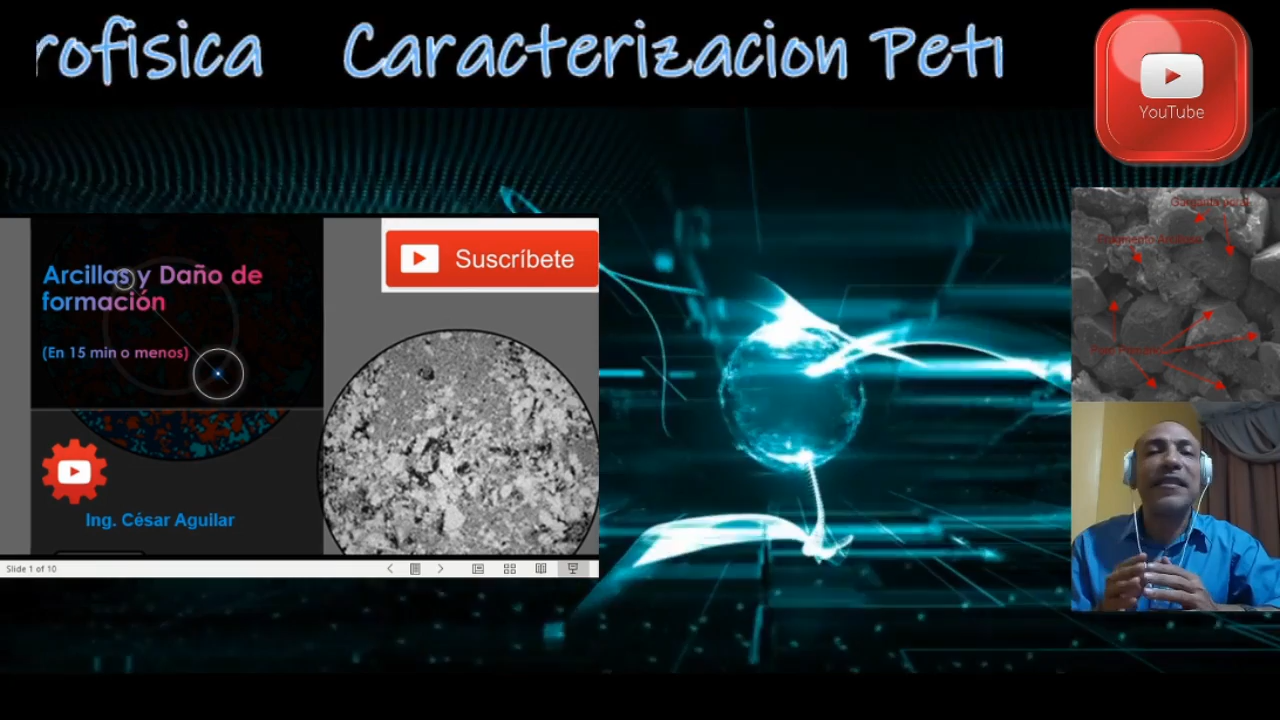 rofisica Caracterizacion Pet
YouTube
Arcillas y Daño de
formación
(En 15 min o menos)
Suscríbete
Ing. César Aguilar
Slide 1 of 10